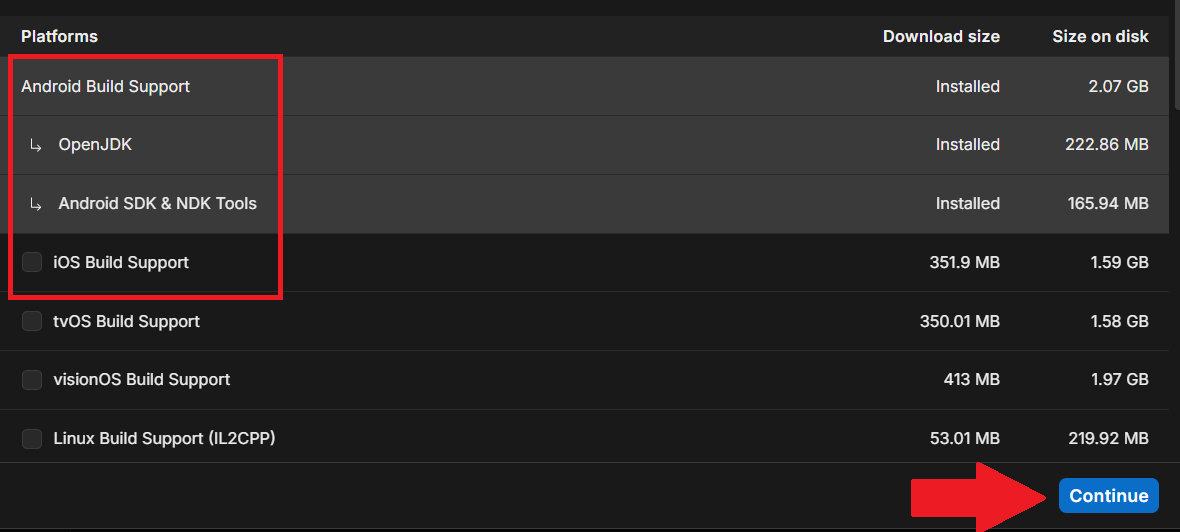 Platforms Download size Size on disk
Android Build Support Installed 2.07 GB
OpenJDK Installed 222.86 MB
Android SDK & NDK Tools Installed 165.94 MB
iOS Build Support 351.9 MB 1.59 GB
tvOS Build Support 350.01 MB 1.58 GB
visionOS Build Support 413 MB 1.97 GB
Linux Build Support (IL2CPP) 53.01 MB 219.92 MB
Continue